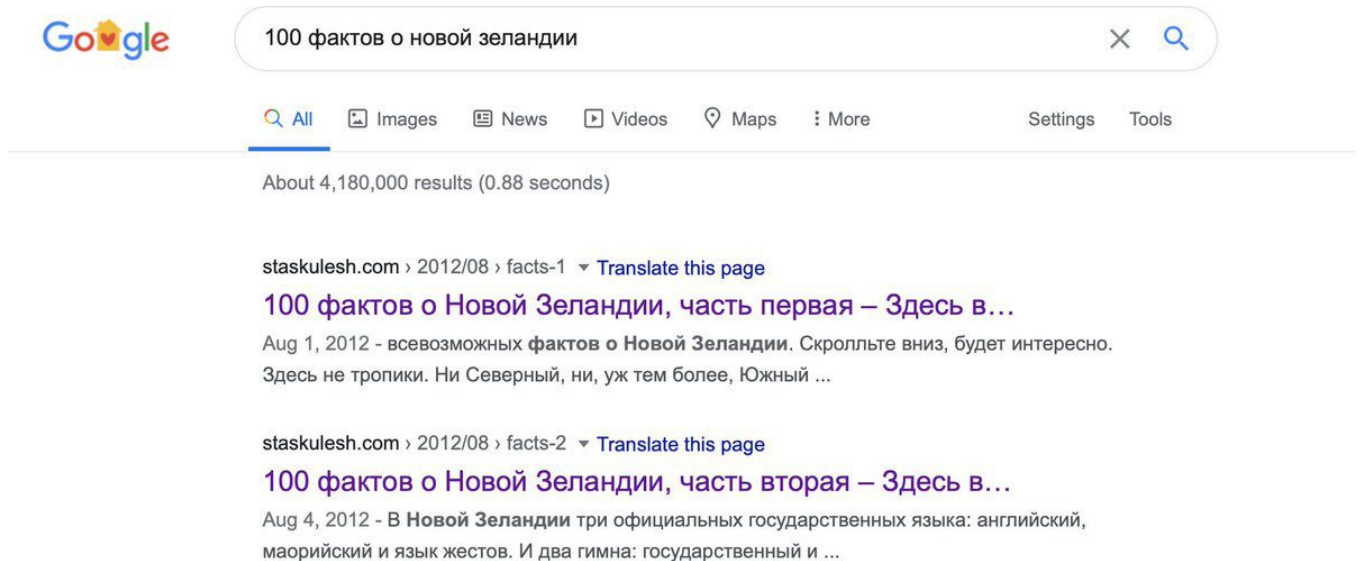 Google
100 фактов о новой зеландии
All Images News Videos Maps More Settings Tools
About 4,180,000 results (0.88 seconds)
staskulesh.com › 2012/08 › facts-1 Translate this page
100 фактов о Новой Зеландии, часть первая – Здесь в…
Aug 1, 2012 - всевозможных фактов о Новой Зеландии. Скролльте вниз, будет интересно.
Здесь не тропики. Ни Северный, ни, уж тем более, Южный ...
staskulesh.com › 2012/08 › facts-2 Translate this page
100 фактов о Новой Зеландии, часть вторая – Здесь в…
Aug 4, 2012 - В Новой Зеландии три официальных государственных языка: английский,
маорийский и язык жестов. И два гимна: государственный и ...